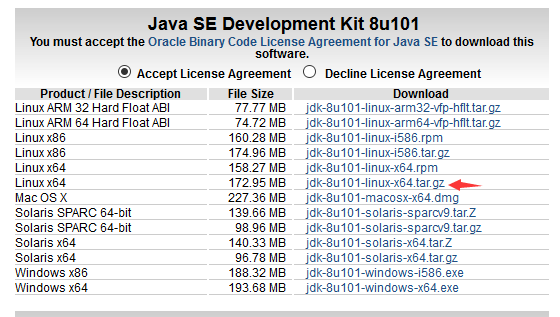 Java SE Development Kit 8u101
You must accept the Oracle Binary Code License Agreement for Java SE to download this
software.
Accept License Agreement Decline License Agreement
Product / File Description File Size Download
Linux ARM 32 Hard Float ABI 77.77 MB jdk-8u101-linux-arm32-vfp-hflt.tar.gz
Linux ARM 64 Hard Float ABI 74.72 MB jdk-8u101-linux-arm64-vfp-hflt.tar.gz
Linux x86 160.28 MB jdk-8u101-linux-i586.rpm
Linux x86 174.96 MB jdk-8u101-linux-i586.tar.gz
Linux x64 158.27 MB jdk-8u101-linux-x64.rpm
Linux x64 172.95 MB jdk-8u101-linux-x64.tar.gz
Mac OS X 227.36 MB jdk-8u101-macosx-x64.dmg
Solaris SPARC 64-bit 139.66 MB jdk-8u101-solaris-sparcv9.tar.Z
Solaris SPARC 64-bit 98.96 MB jdk-8u101-solaris-sparcv9.tar.gz
Solaris x64 140.33 MB jdk-8u101-solaris-x64.tar.Z
Solaris x64 96.78 MB jdk-8u101-solaris-x64.tar.gz
Windows x86 188.32 MB jdk-8u101-windows-i586.exe
Windows x64 193.68 MB jdk-8u101-windows-x64.exe